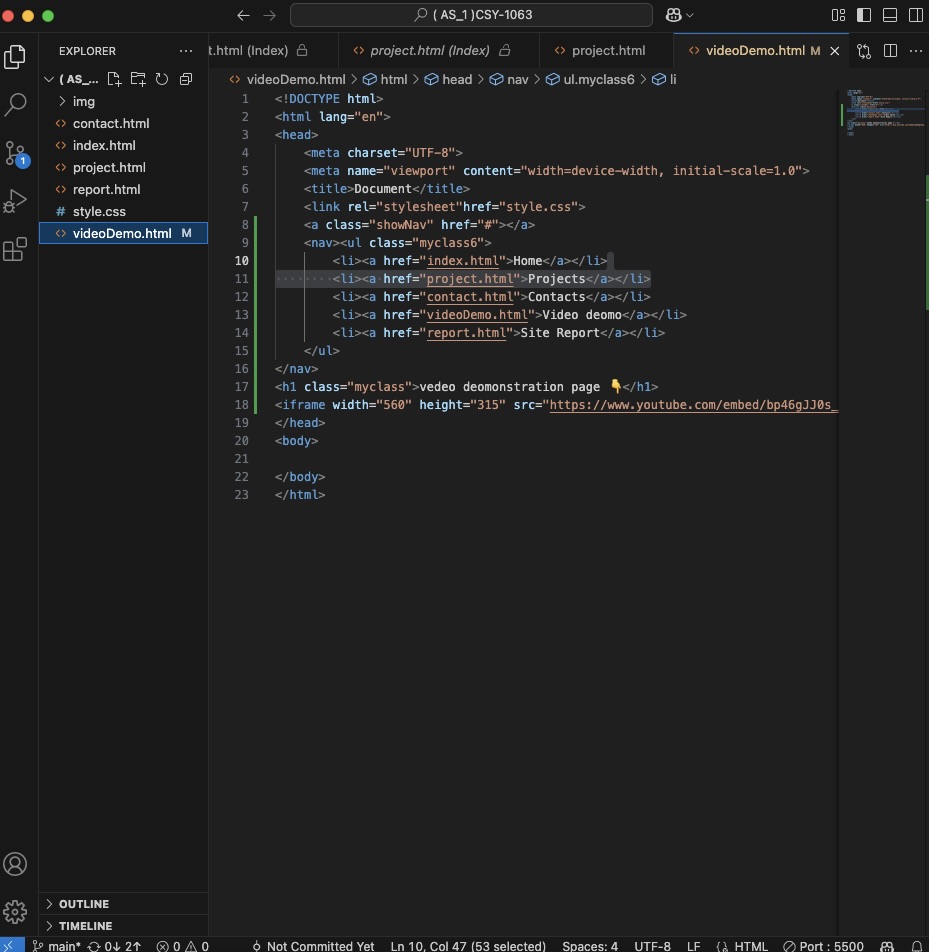 ( AS_1 )CSY-1063
EXPLORER
t.html (Index)
project.html (Index)
project.html
videoDemo.html M
( AS_...
videoDemo.html > html > head > nav > ul.myclass6 > li
img
contact.html
index.html
project.html
report.html
# style.css
videoDemo.html M
1
1 <!DOCTYPE html>
2 <html lang="en">
3 <head>
4 <meta charset="UTF-8">
5 <meta name="viewport" content="width=device-width, initial-scale=1.0">
6 <title>Document</title>
7 <link rel="stylesheet"href="style.css">
8 <a class="showNav" href="#"></a>
9 <nav><ul class="myclass6">
10 <li><a href="index.html">Home</a></li>
11 <li><a href="project.html">Projects</a></li>
12 <li><a href="contact.html">Contacts</a></li>
13 <li><a href="videoDemo.html">Video deomo</a></li>
14 <li><a href="report.html">Site Report</a></li>
15 </ul>
16 </nav>
17 <h1 class="myclass">vedeo deomonstration page 👇</h1>
18 <iframe width="560" height="315" src="https://www.youtube.com/embed/bp46gJJ0s_
19 </head>
20 <body>
21
22 </body>
23 </html>
OUTLINE
TIMELINE
main* 0↓ 2↑ 0 0 Not Committed Yet Ln 10, Col 47 (53 selected) Spaces: 4 UTF-8 LF {} HTML Port : 5500